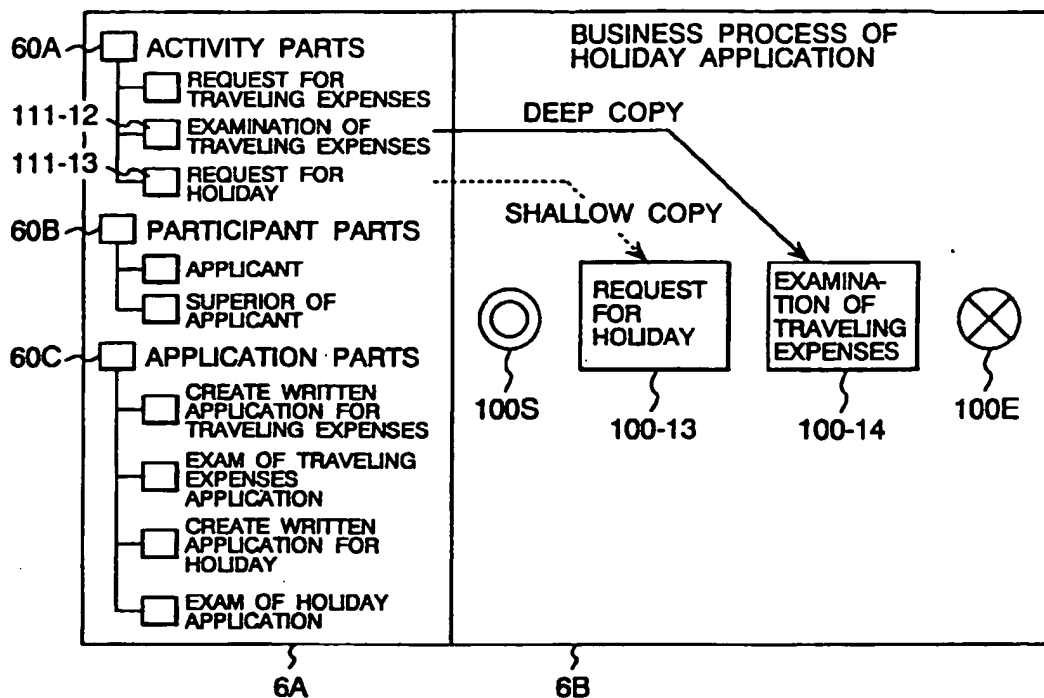 60A
ACTIVITY PARTS
REQUEST FOR
TRAVELING EXPENSES
111-12
EXAMINATION OF
TRAVELING EXPENSES
111-13
REQUEST FOR
HOLIDAY
60B
PARTICIPANT PARTS
APPLICANT
SUPERIOR OF
APPLICANT
60C
APPLICATION PARTS
CREATE WRITTEN
APPLICATION FOR
TRAVELING EXPENSES
EXAM OF TRAVELING
EXPENSES
APPLICATION
CREATE WRITTEN
APPLICATION FOR
HOLIDAY
EXAM OF HOLIDAY
APPLICATION
6A
BUSINESS PROCESS OF
HOLIDAY APPLICATION
DEEP COPY
SHALLOW COPY
REQUEST
FOR
HOLIDAY
EXAMINA-
TION OF
TRAVELING
EXPENSES
100S
100-13
100-14
100E
6B